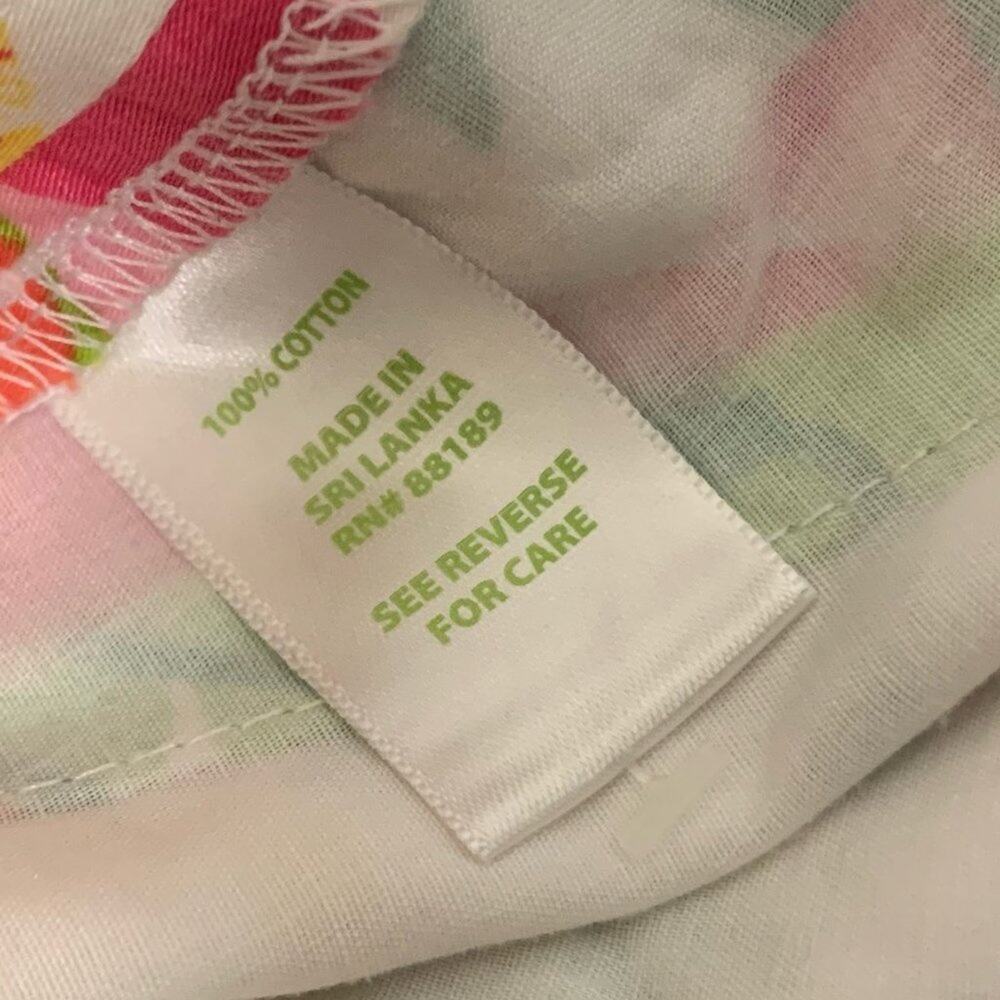 100% COTTON
MADE IN
SRI LANKA
RN# 88189
SEE REVERSE
FOR CARE